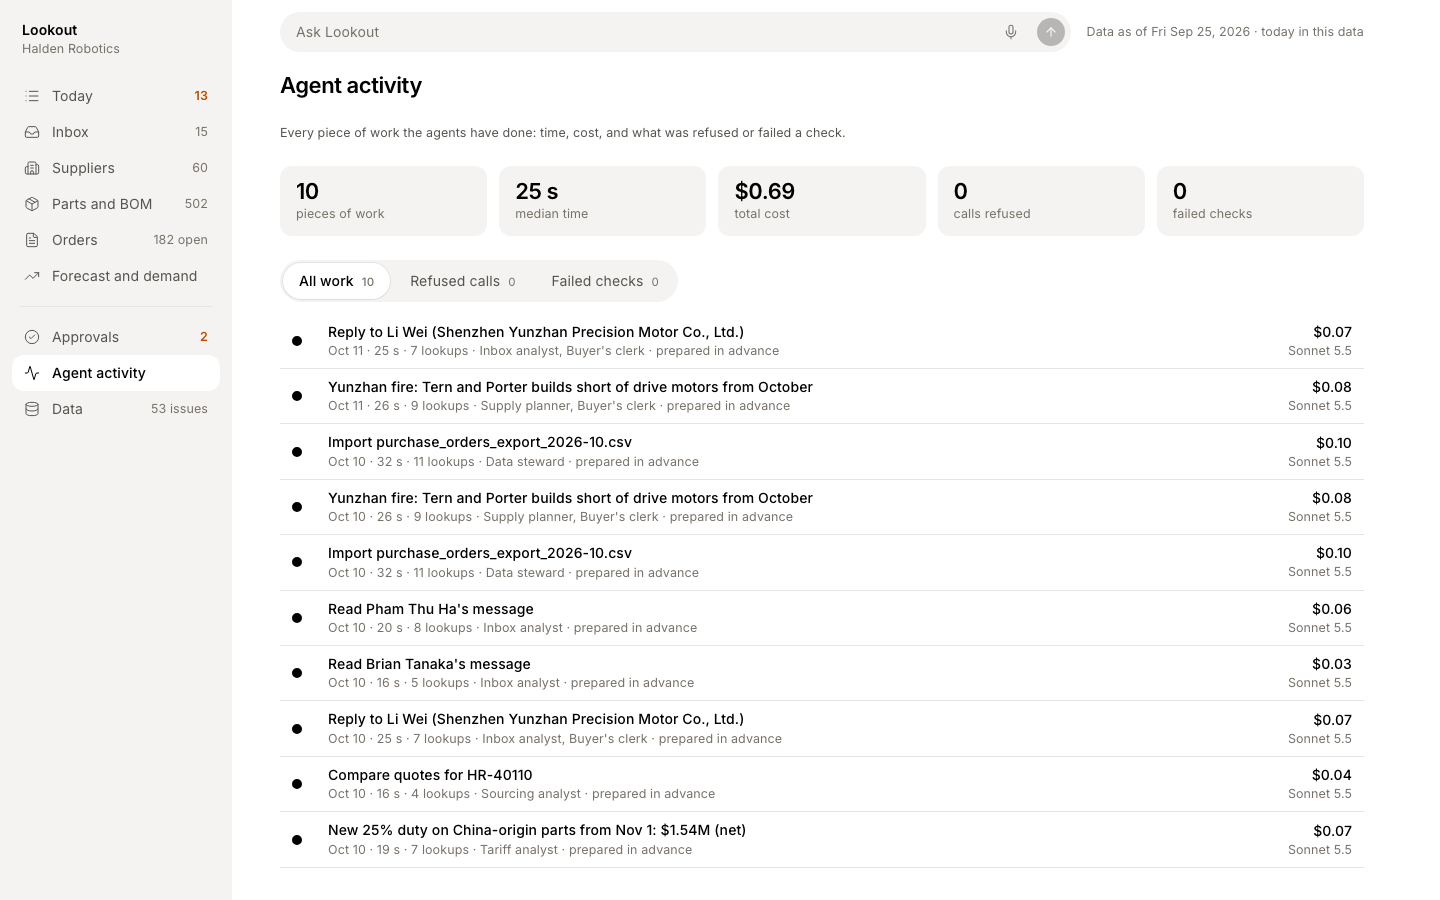 Lookout
Halden Robotics
Today 13
Inbox 15
Suppliers 60
Parts and BOM 502
Orders 182 open
Forecast and demand
Approvals 2
Agent activity
Data 53 issues
Ask Lookout
Data as of Fri Sep 25, 2026 · today in this data
Agent activity
Every piece of work the agents have done: time, cost, and what was refused or failed a check.
10
pieces of work
25 s
median time
$0.69
total cost
0
calls refused
0
failed checks
All work 10
Refused calls 0
Failed checks 0
Reply to Li Wei (Shenzhen Yunzhan Precision Motor Co., Ltd.) $0.07
Oct 11 · 25 s · 7 lookups · Inbox analyst, Buyer's clerk · prepared in advance Sonnet 5.5
Yunzhan fire: Tern and Porter builds short of drive motors from October $0.08
Oct 11 · 26 s · 9 lookups · Supply planner, Buyer's clerk · prepared in advance Sonnet 5.5
Import purchase_orders_export_2026-10.csv $0.10
Oct 10 · 32 s · 11 lookups · Data steward · prepared in advance Sonnet 5.5
Yunzhan fire: Tern and Porter builds short of drive motors from October $0.08
Oct 10 · 26 s · 9 lookups · Supply planner, Buyer's clerk · prepared in advance Sonnet 5.5
Import purchase_orders_export_2026-10.csv $0.10
Oct 10 · 32 s · 11 lookups · Data steward · prepared in advance Sonnet 5.5
Read Pham Thu Ha's message $0.06
Oct 10 · 20 s · 8 lookups · Inbox analyst · prepared in advance Sonnet 5.5
Read Brian Tanaka's message $0.03
Oct 10 · 16 s · 5 lookups · Inbox analyst · prepared in advance Sonnet 5.5
Reply to Li Wei (Shenzhen Yunzhan Precision Motor Co., Ltd.) $0.07
Oct 10 · 25 s · 7 lookups · Inbox analyst, Buyer's clerk · prepared in advance Sonnet 5.5
Compare quotes for HR-40110 $0.04
Oct 10 · 16 s · 4 lookups · Sourcing analyst · prepared in advance Sonnet 5.5
New 25% duty on China-origin parts from Nov 1: $1.54M (net) $0.07
Oct 10 · 19 s · 7 lookups · Tariff analyst · prepared in advance Sonnet 5.5